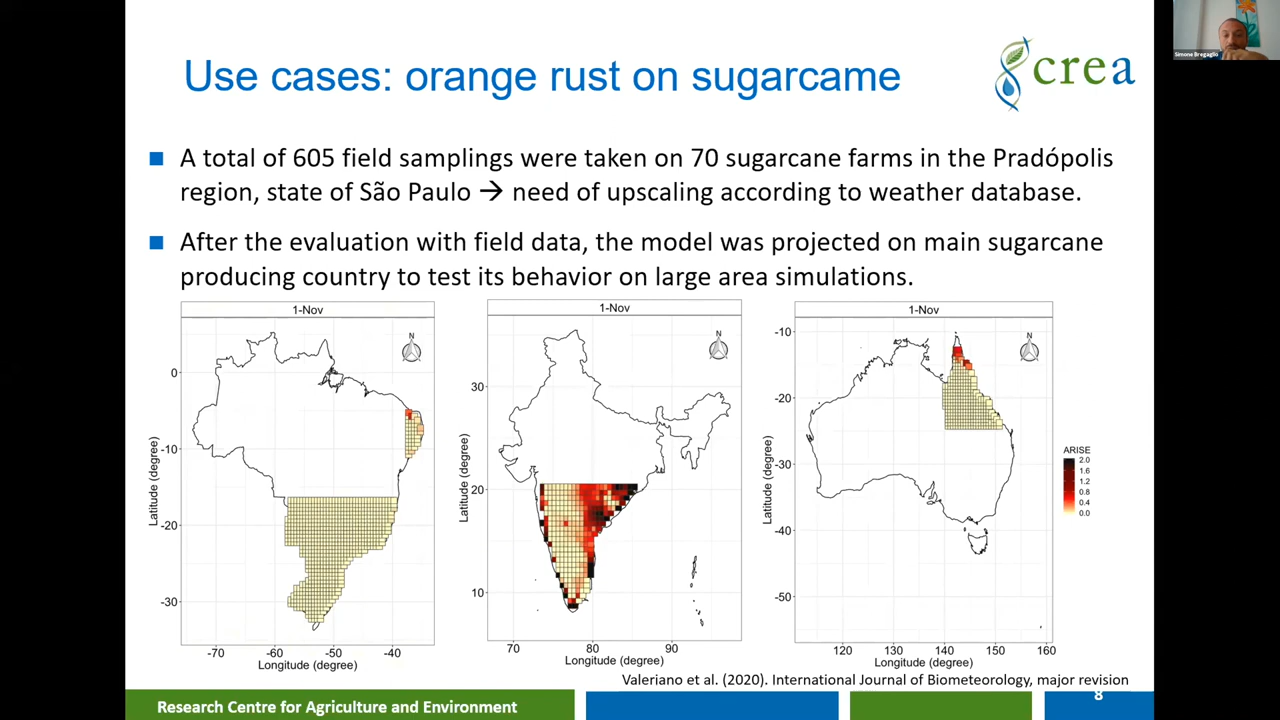 Simone Bregaglio
crea
Use cases: orange rust on sugarcame
A total of 605 field samplings were taken on 70 sugarcane farms in the Pradópolis
region, state of São Paulo → need of upscaling according to weather database.
After the evaluation with field data, the model was projected on main sugarcane
producing country to test its behavior on large area simulations.
1-Nov
N
0
-10
-20
-30
Latitude (degree)
-70
-60
-50
-40
Longitude (degree)
1-Nov
N
30
20
10
Latitude (degree)
70
80
90
Longitude (degree)
1-Nov
N
-10
-20
-30
-40
-50
Latitude (degree)
120
130
140
150
160
Longitude (degree)
ARISE
2.0
1.6
1.2
0.8
0.4
0.0
Valeriano et al. (2020). International Journal of Biometeorology, major revision
Research Centre for Agriculture and Environment
8